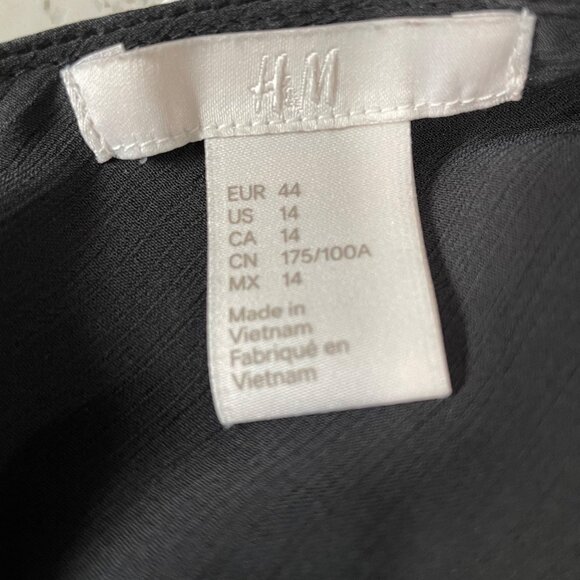 H&M
EUR 44
US 14
CA 14
CN 175/100A
MX 14
Made in
Vietnam
Fabriqué en
Vietnam